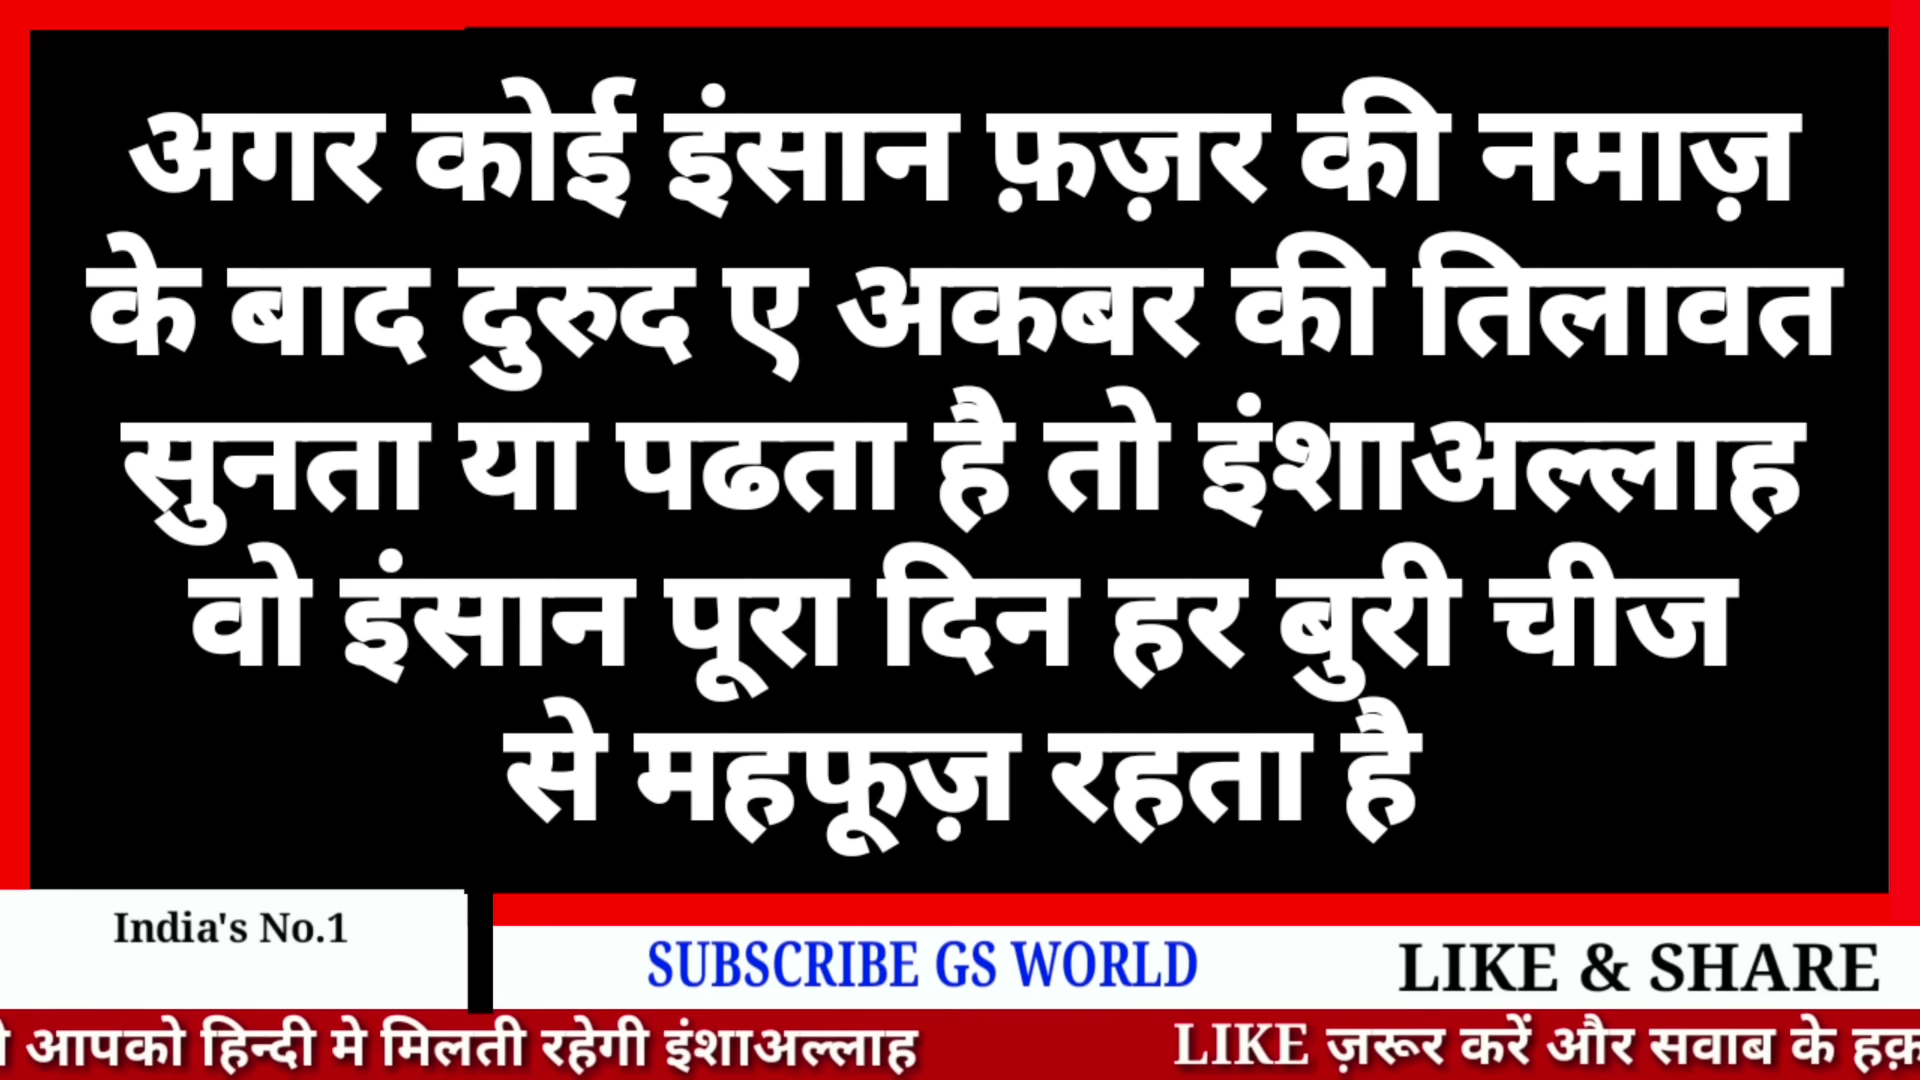 अगर कोई इंसान फ़ज़र की नमाज़
के बाद दुरुद ए अकबर की तिलावत
सुनता या पढता है तो इंशाअल्लाह
वो इंसान पूरा दिन हर बुरी चीज
से महफूज़ रहता है
India's No.1
SUBSCRIBE GS WORLD
LIKE & SHARE
आपको हिन्दी मे मिलती रहेगी इंशाअल्लाह
LIKE ज़रूर करें और सवाब के